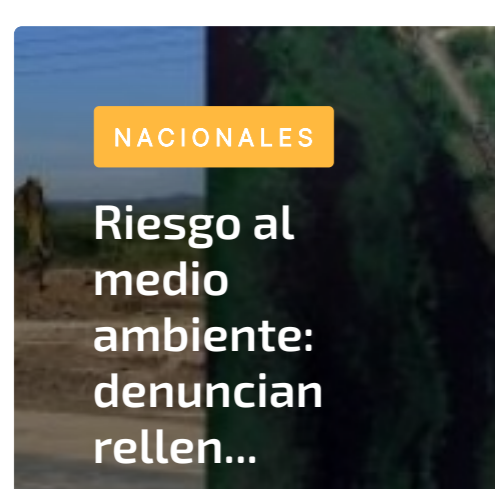 NACIONALES
Riesgo al
medio
ambiente:
denuncian
rellen...